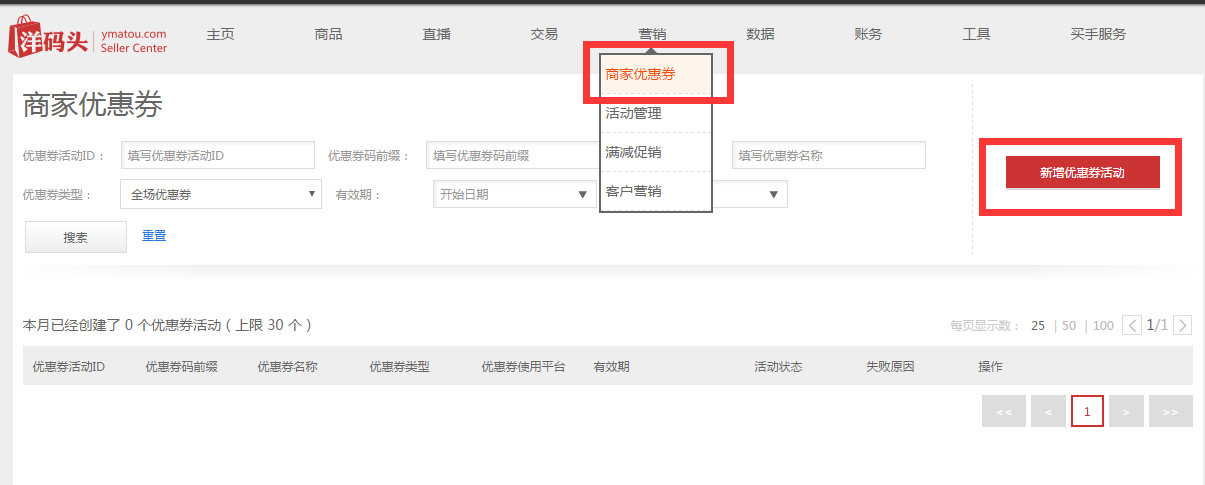 洋码头 ymatou.com
Seller Center
主页 商品 直播 交易 营销 数据 账务 工具 买手服务
商家优惠券
活动管理
满减促销
客户营销
商家优惠券
优惠券活动ID： 填写优惠券活动ID 优惠券码前缀： 填写优惠券码前缀 填写优惠券名称
新增优惠券活动
优惠券类型： 全场优惠券 有效期： 开始日期
搜索 重置
本月已经创建了 0 个优惠券活动（上限 30 个）
每页显示数： 25 | 50 | 100 1/1
优惠券活动ID 优惠券码前缀 优惠券名称 优惠券类型 优惠券使用平台 有效期 活动状态 失败原因 操作
<< < 1 > >>